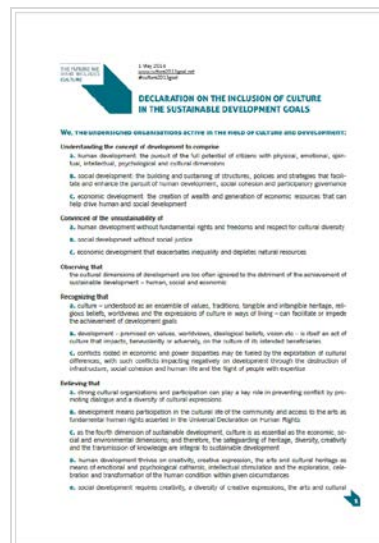 THE FUTURE WE
WANT INCLUDES
CULTURE
1 May 2014
www.culture2015goal.net
#culture2015goal
DECLARATION ON THE INCLUSION OF CULTURE
IN THE SUSTAINABLE DEVELOPMENT GOALS
We, the undersigned organisations active in the field of culture and development:
Understanding the concept of development to comprise
a. human development: the pursuit of the full potential of citizens with physical, emotional, spiri-
tual, intellectual, psychological and cultural dimensions
b. social development: the building and sustaining of structures, policies and strategies that facili-
tate and enhance the pursuit of human development, social cohesion and participatory governance
c. economic development: the creation of wealth and generation of economic resources that can
help drive human and social development
Convinced of the unsustainability of
a. human development without fundamental rights and freedoms and respect for cultural diversity
b. social development without social justice
c. economic development that exacerbates inequality and depletes natural resources
Observing that
the cultural dimensions of development are too often ignored to the detriment of the achievement of
sustainable development – human, social and economic
Recognizing that
a. culture – understood as an ensemble of values, traditions, tangible and intangible heritage, reli-
gious beliefs, worldviews and the expressions of culture in ways of living – can facilitate or impede
the achievement of development goals
b. development – premised on values, worldviews, ideological beliefs, vision etc – is itself an act of
culture that impacts, benevolently or adversely, on the culture of its intended beneficiaries
c. conflicts rooted in economic and power disparities may be fueled by the exploitation of cultural
differences, with such conflicts impacting negatively on development through the destruction of
infrastructure, social cohesion and human life and the flight of people with expertise
Believing that
a. strong cultural organizations and participation can play a key role in preventing conflict by pro-
moting dialogue and a diversity of cultural expressions
b. development means participation in the cultural life of the community and access to the arts as
fundamental human rights asserted in the Universal Declaration on Human Rights
c. as the fourth dimension of sustainable development, culture is as essential as the economic, so-
cial and environmental dimensions; and therefore, the safeguarding of heritage, diversity, creativity
and the transmission of knowledge are integral to sustainable development
d. human development thrives on creativity, creative expression, the arts and cultural heritage as
means of emotional and psychological catharsis, intellectual stimulation and the exploration, cele-
bration and transformation of the human condition within given circumstances
e. social development requires creativity, a diversity of creative expressions, the arts and cultural